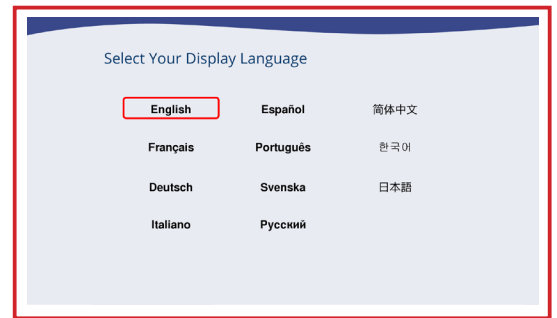 Select Your Display Language
English Español 简体中文
Français Português 한국어
Deutsch Svenska 日本語
Italiano Русский